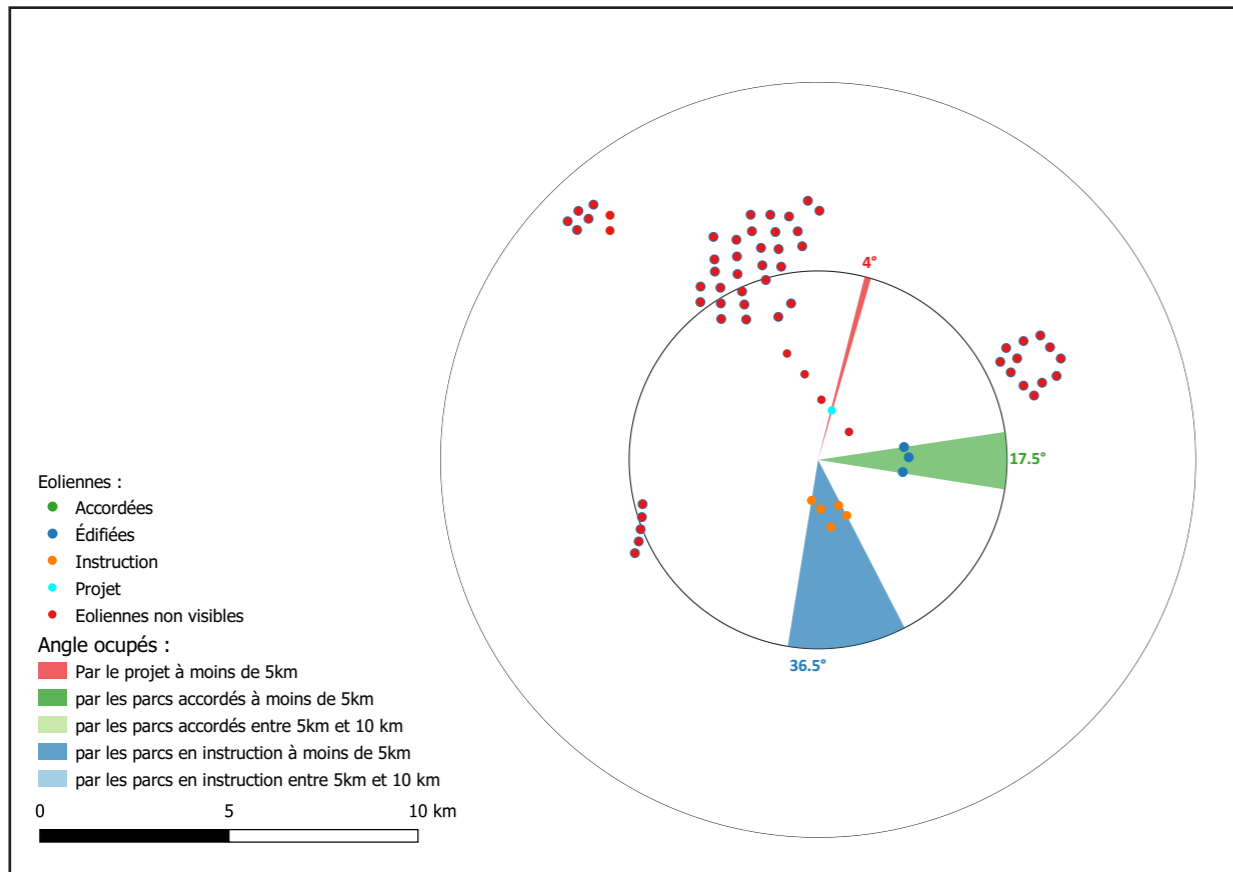 4°
17.5°
36.5°
Eoliennes :
Accordées
Édifiées
Instruction
Projet
Eoliennes non visibles
Angle ocupés :
Par le projet à moins de 5km
par les parcs accordés à moins de 5km
par les parcs accordés entre 5km et 10 km
par les parcs en instruction à moins de 5km
par les parcs en instruction entre 5km et 10 km
0 5 10 km